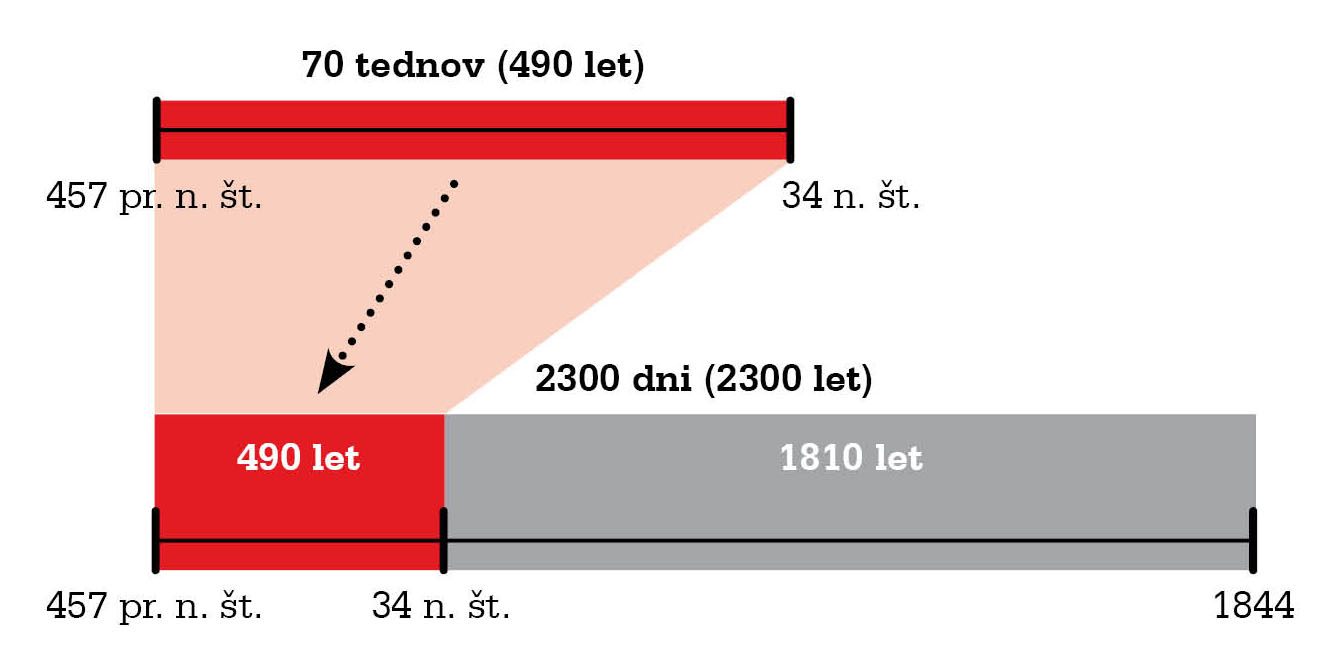 70 tednov (490 let)
457 pr. n. št.
34 n. št.
2300 dni (2300 let)
490 let
1810 let
457 pr. n. št.
34 n. št.
1844